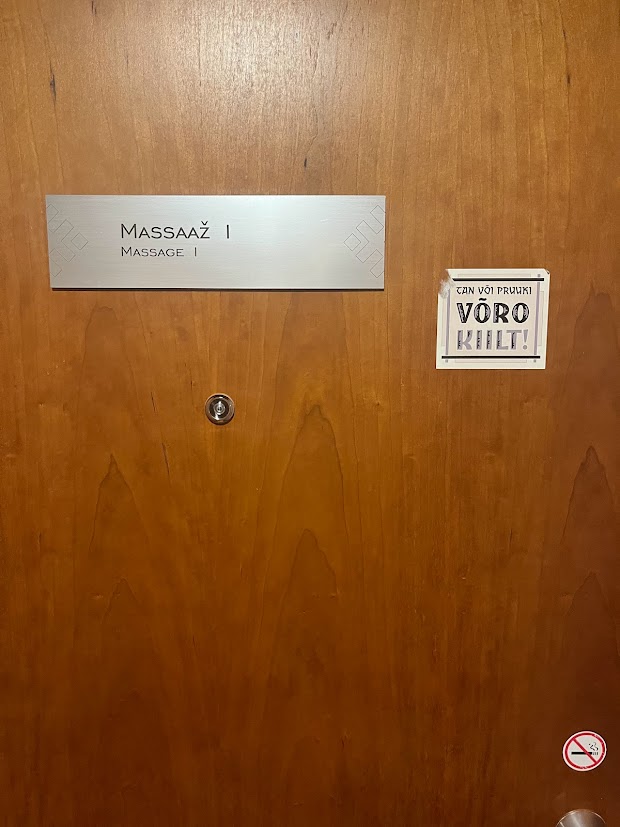 MASSAAŽ I
MASSAGE I
TAN VÕI PRUUKI
VÕRO
KIILT!